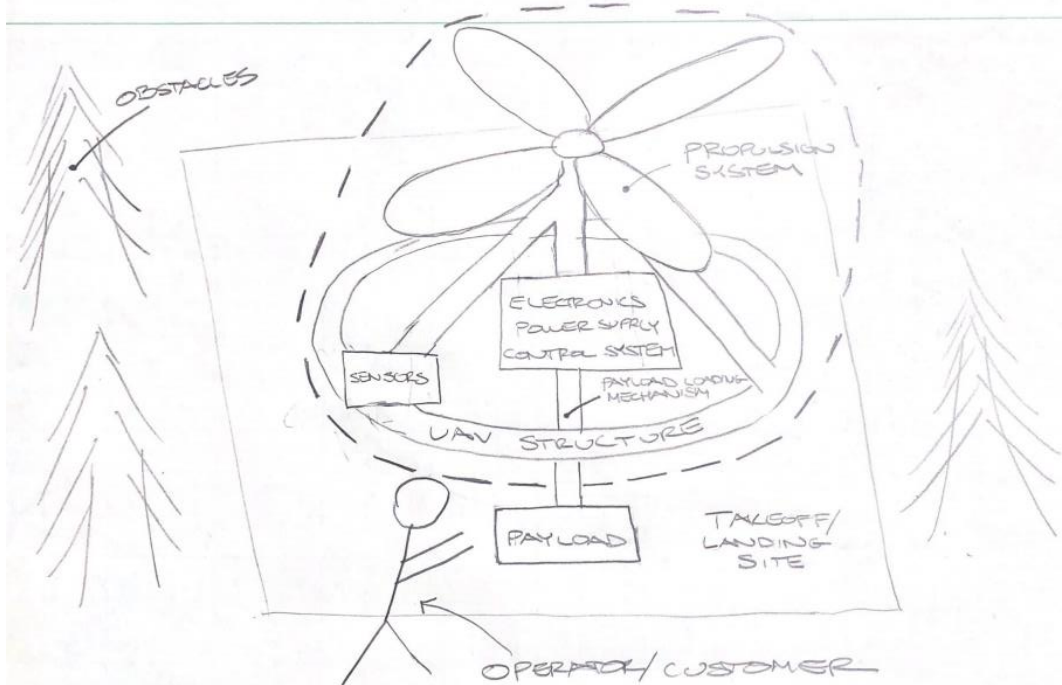 OBSTACLES
PROPULSION
SYSTEM
ELECTRONICS
POWER SUPPLY
CONTROL SYSTEM
SENSORS
PAYLOAD LOADING
MECHANISM
UAV STRUCTURE
PAYLOAD
TAKEOFF/
LANDING
SITE
OPERATOR/CUSTOMER